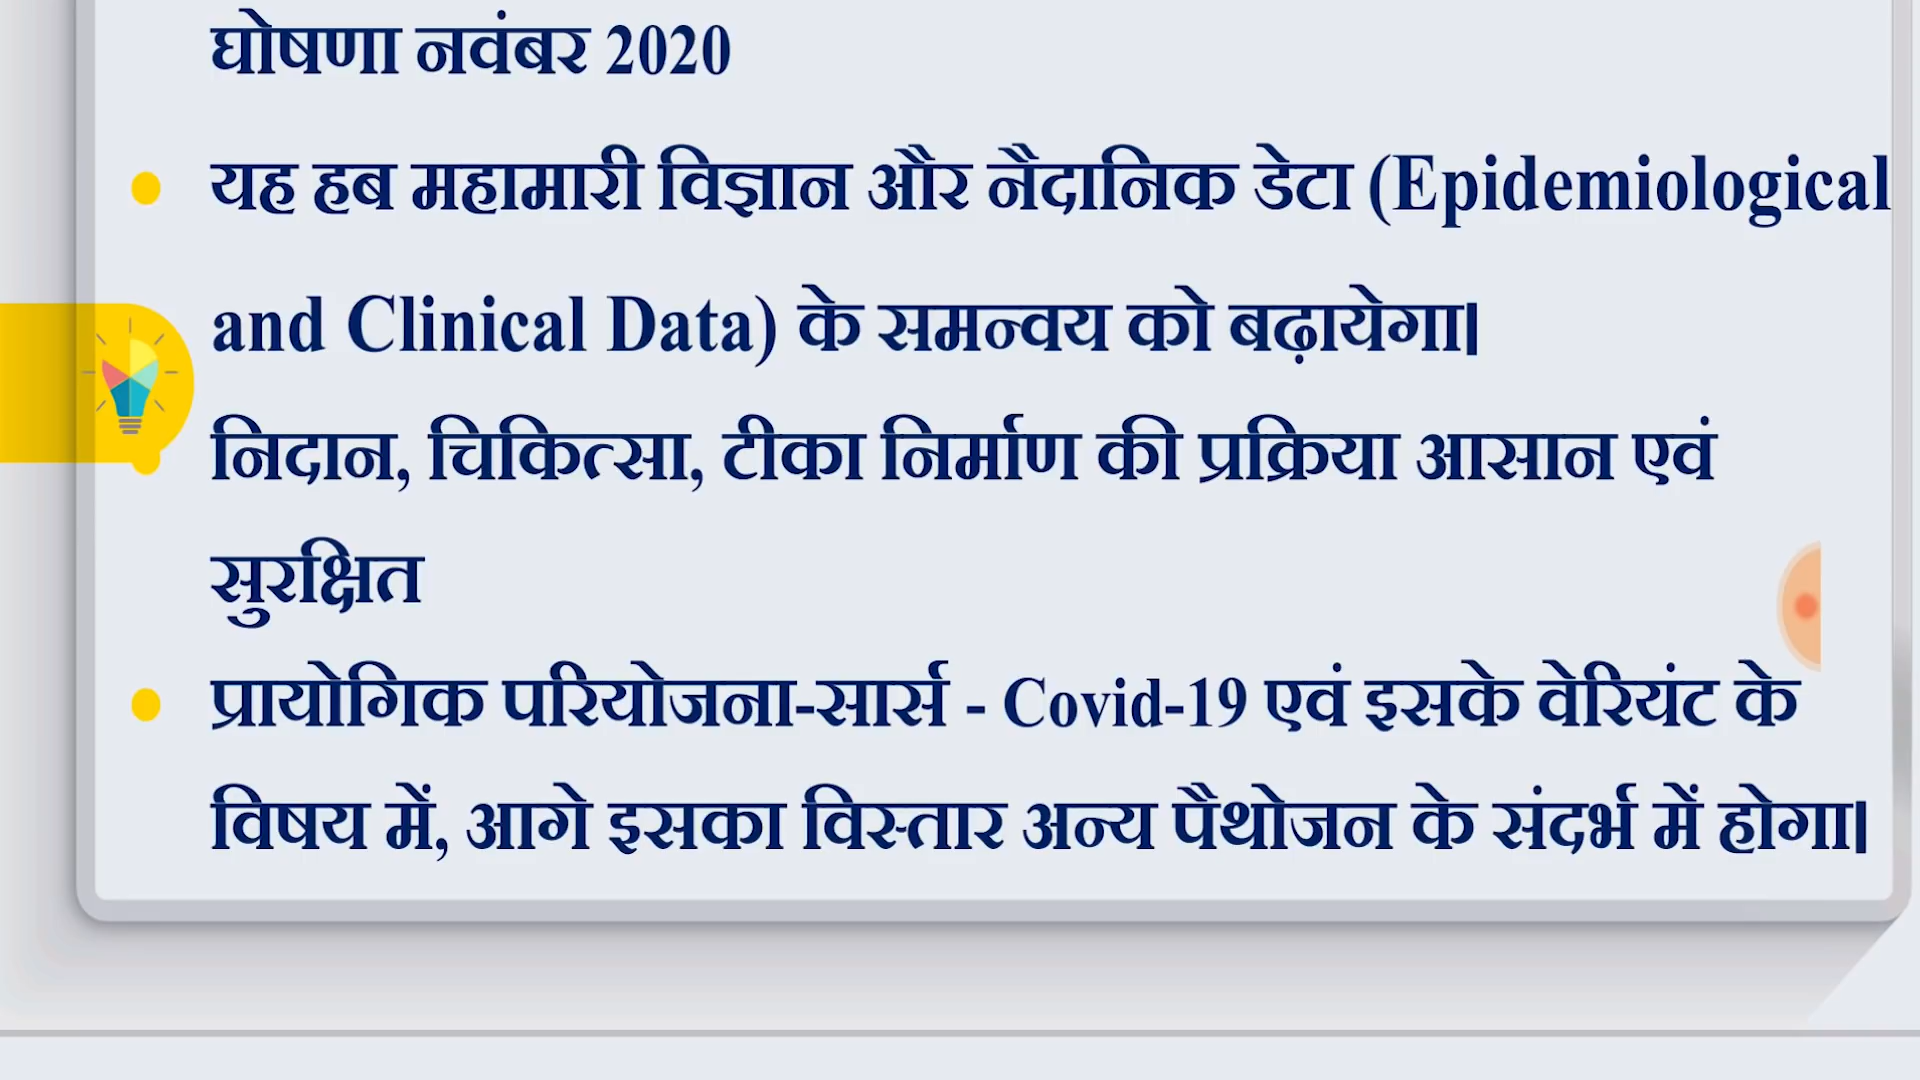 घोषणा नवंबर 2020
यह हब महामारी विज्ञान और नैदानिक डेटा (Epidemiological
and Clinical Data) के समन्वय को बढ़ायेगा।
निदान, चिकित्सा, टीका निर्माण की प्रक्रिया आसान एवं
सुरक्षित
प्रायोगिक परियोजना-सार्स - Covid-19 एवं इसके वेरियंट के
विषय में, आगे इसका विस्तार अन्य पैथोजन के संदर्भ में होगा।